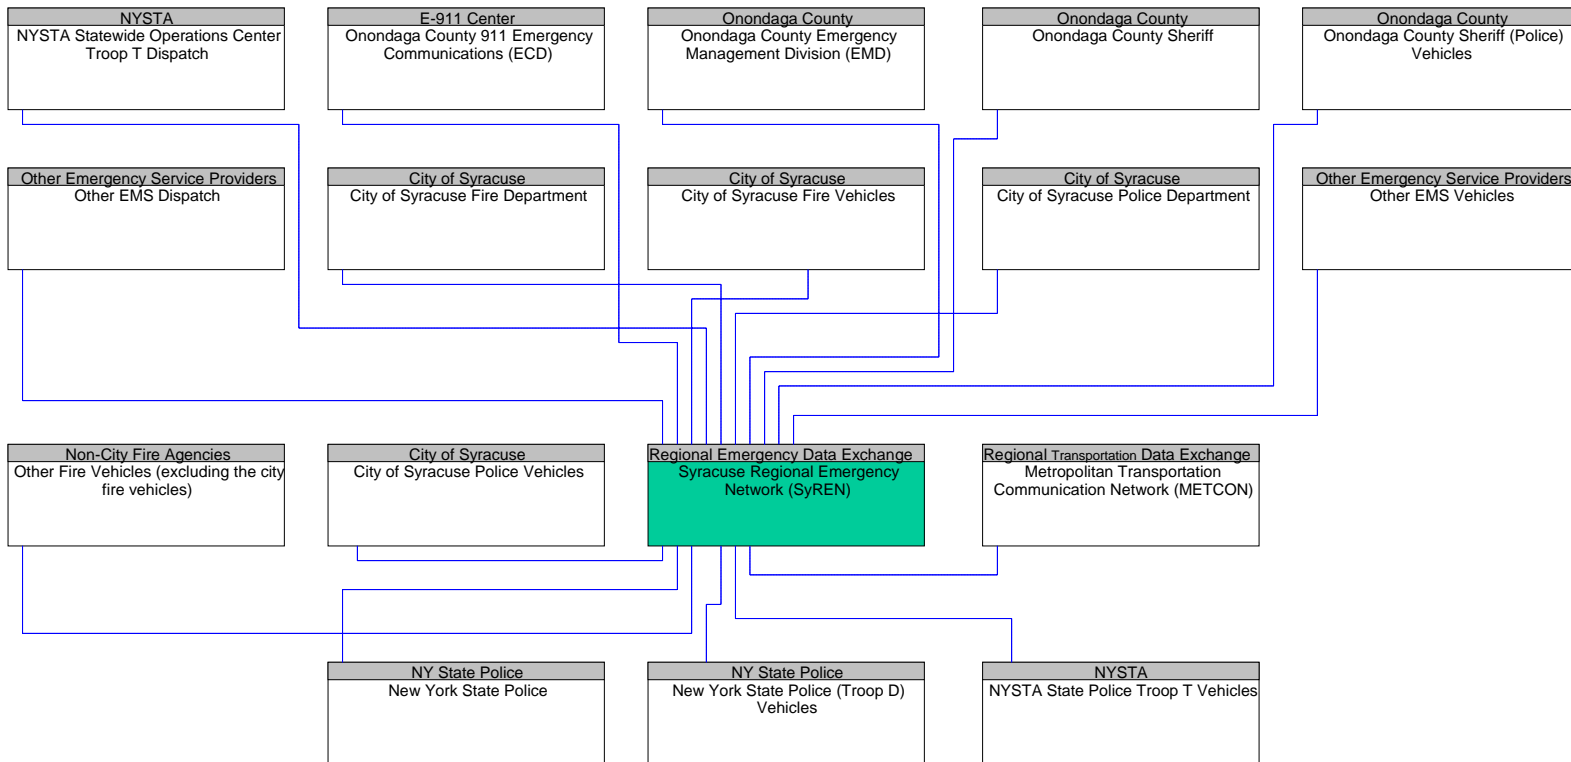 NYSTA
NYSTA Statewide Operations Center
Troop T Dispatch
E-911 Center
Onondaga County 911 Emergency
Communications (ECD)
Onondaga County
Onondaga County Emergency
Management Division (EMD)
Onondaga County
Onondaga County Sheriff
Onondaga County
Onondaga County Sheriff (Police)
Vehicles
Other Emergency Service Providers
Other EMS Dispatch
City of Syracuse
City of Syracuse Fire Department
City of Syracuse
City of Syracuse Fire Vehicles
City of Syracuse
City of Syracuse Police Department
Other Emergency Service Providers
Other EMS Vehicles
Non-City Fire Agencies
Other Fire Vehicles (excluding the city
fire vehicles)
City of Syracuse
City of Syracuse Police Vehicles
Regional Emergency Data Exchange
Syracuse Regional Emergency
Network (SyREN)
Regional Transportation Data Exchange
Metropolitan Transportation
Communication Network (METCON)
NY State Police
New York State Police
NY State Police
New York State Police (Troop D)
Vehicles
NYSTA
NYSTA State Police Troop T Vehicles